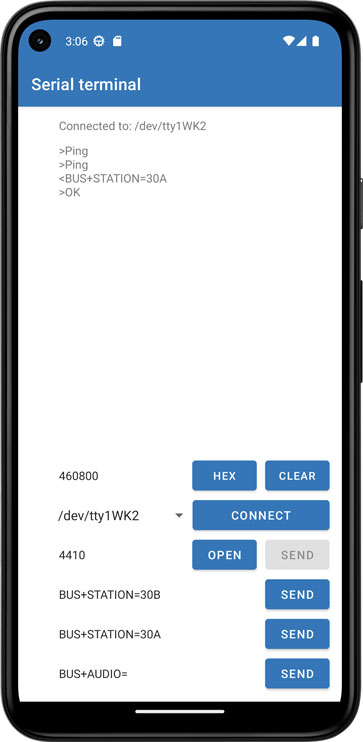 3:06
Serial terminal
Connected to: /dev/tty1WK2
>Ping
>Ping
<BUS+STATION=30A
>OK
460800 HEX CLEAR
/dev/tty1WK2 CONNECT
4410 OPEN SEND
BUS+STATION=30B SEND
BUS+STATION=30A SEND
BUS+AUDIO= SEND